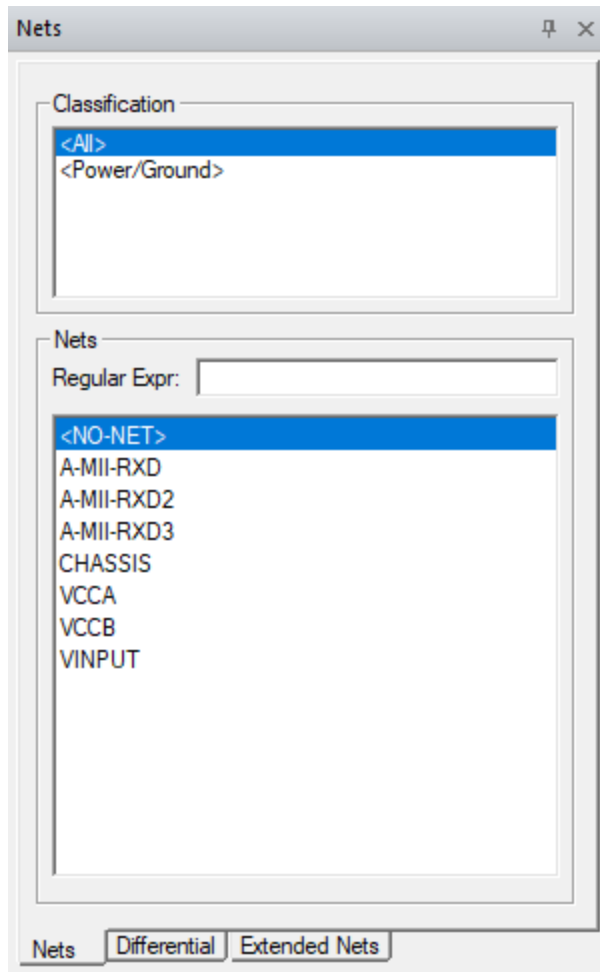 Nets
Classification
<All>
<Power/Ground>
Nets
Regular Expr:
<NO-NET>
A-MII-RXD
A-MII-RXD2
A-MII-RXD3
CHASSIS
VCCA
VCCB
VINPUT
Nets Differential Extended Nets